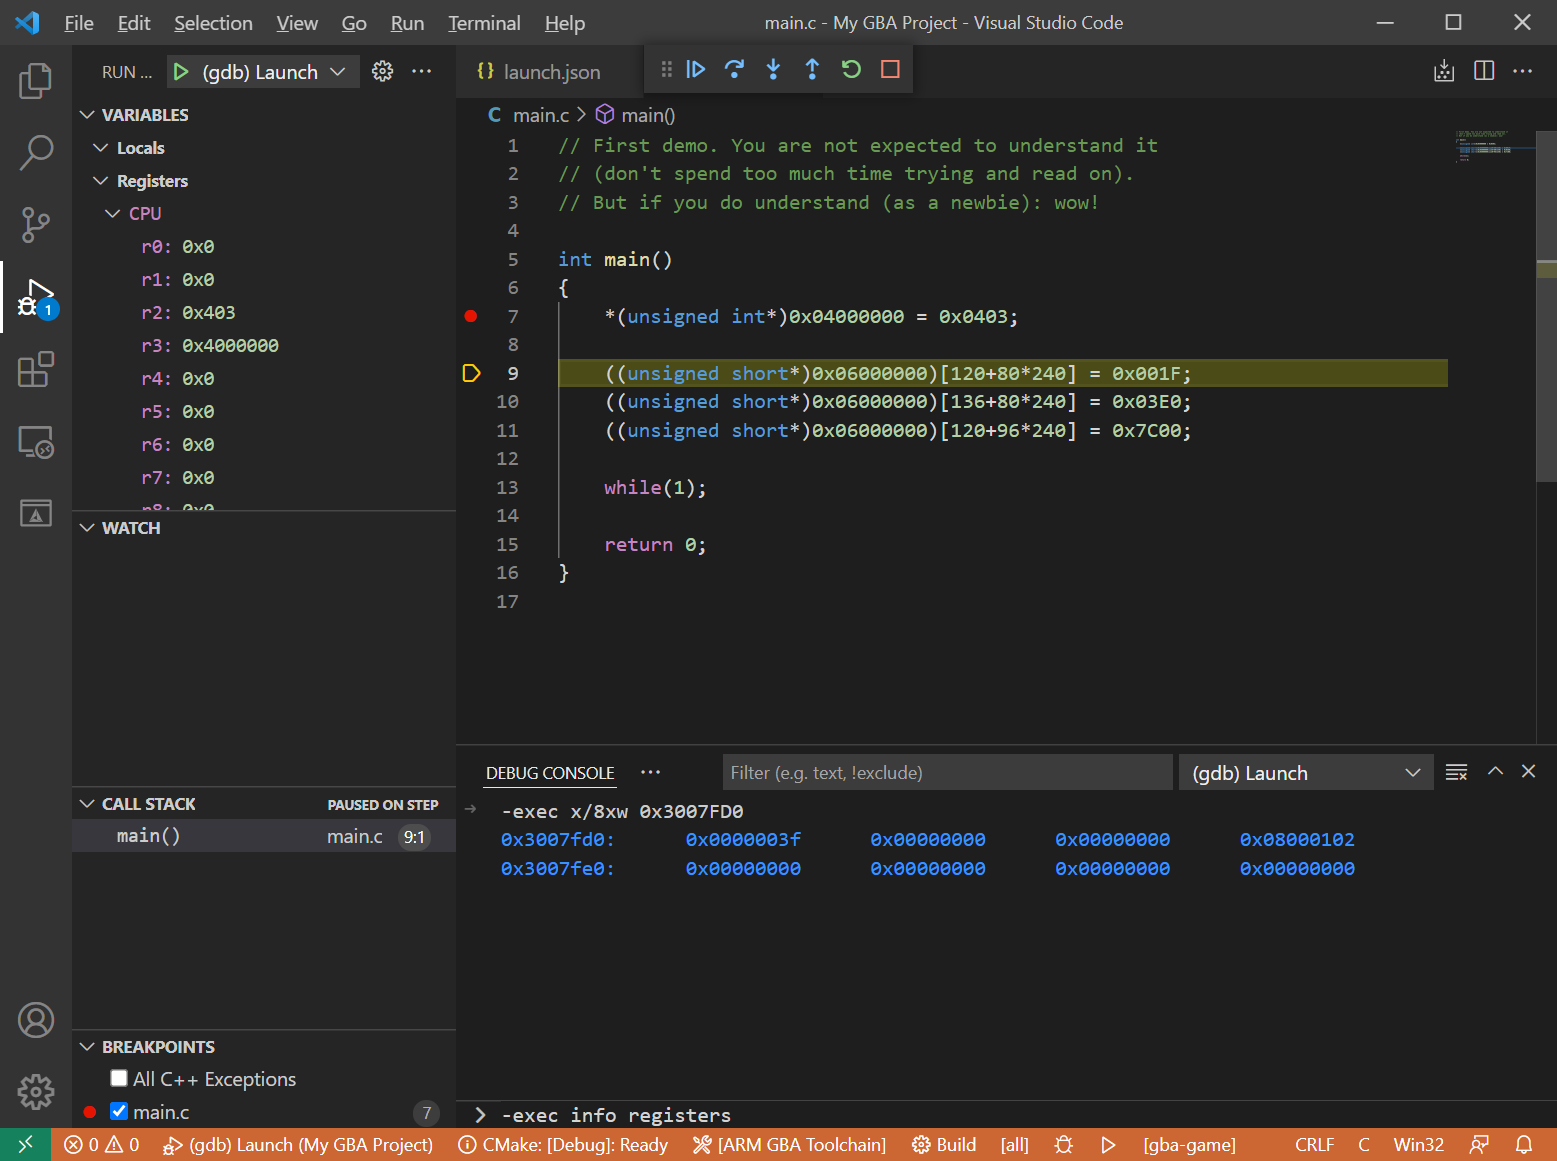 File Edit Selection View Go Run Terminal Help
main.c - My GBA Project - Visual Studio Code
RUN ...
(gdb) Launch
VARIABLES
Locals
Registers
CPU
r0: 0x0
r1: 0x0
r2: 0x403
r3: 0x4000000
r4: 0x0
r5: 0x0
r6: 0x0
r7: 0x0
r8: 0x0
WATCH
CALL STACK
PAUSED ON STEP
main()
main.c 9:1
BREAKPOINTS
All C++ Exceptions
main.c
7
1
{} launch.json
C main.c > main()
1 // First demo. You are not expected to understand it
2 // (don't spend too much time trying and read on).
3 // But if you do understand (as a newbie): wow!
4
5 int main()
6 {
7 *(unsigned int*)0x04000000 = 0x0403;
8
9 ((unsigned short*)0x06000000)[120+80*240] = 0x001F;
10 ((unsigned short*)0x06000000)[136+80*240] = 0x03E0;
11 ((unsigned short*)0x06000000)[120+96*240] = 0x7C00;
12
13 while(1);
14
15 return 0;
16 }
17
DEBUG CONSOLE
Filter (e.g. text, !exclude)
(gdb) Launch
-exec x/8xw 0x3007FD0
0x3007fd0: 0x0000003f 0x00000000 0x00000000 0x08000102
0x3007fe0: 0x00000000 0x00000000 0x00000000 0x00000000
-exec info registers
0 0 (gdb) Launch (My GBA Project) CMake: [Debug]: Ready [ARM GBA Toolchain] Build [all] [gba-game] CRLF C Win32